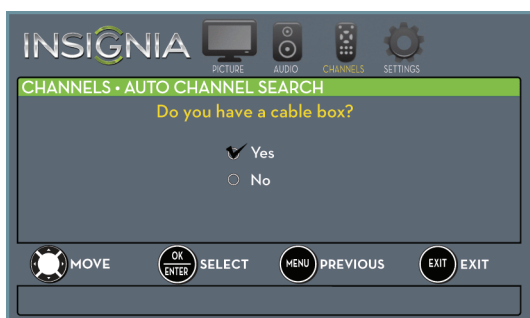 INSIGNIA
PICTURE AUDIO CHANNELS SETTINGS
CHANNELS • AUTO CHANNEL SEARCH
Do you have a cable box?
Yes
No
MOVE OK ENTER SELECT MENU PREVIOUS EXIT EXIT